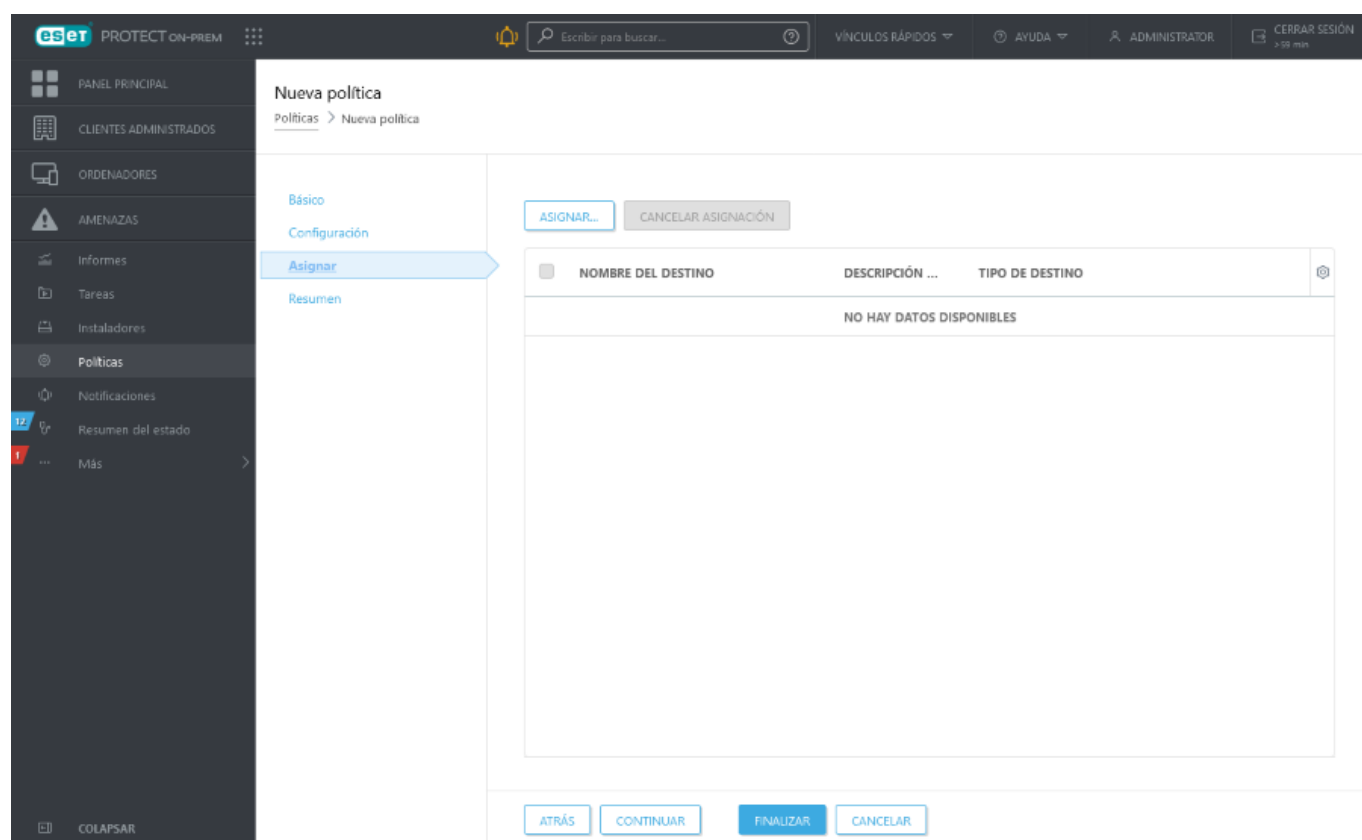 eset PROTECT ON-PREM
Escribir para buscar...
VÍNCULOS RÁPIDOS
AYUDA
ADMINISTRATOR
CERRAR SESIÓN
> 59 min
PANEL PRINCIPAL
CLIENTES ADMINISTRADOS
ORDENADORES
AMENAZAS
Informes
Tareas
Instaladores
Políticas
Notificaciones
12
Resumen del estado
1
Más
COLAPSAR
Nueva política
Políticas > Nueva política
Básico
Configuración
Asignar
Resumen
ASIGNAR...
CANCELAR ASIGNACIÓN
NOMBRE DEL DESTINO
DESCRIPCIÓN ...
TIPO DE DESTINO
NO HAY DATOS DISPONIBLES
ATRÁS
CONTINUAR
FINALIZAR
CANCELAR